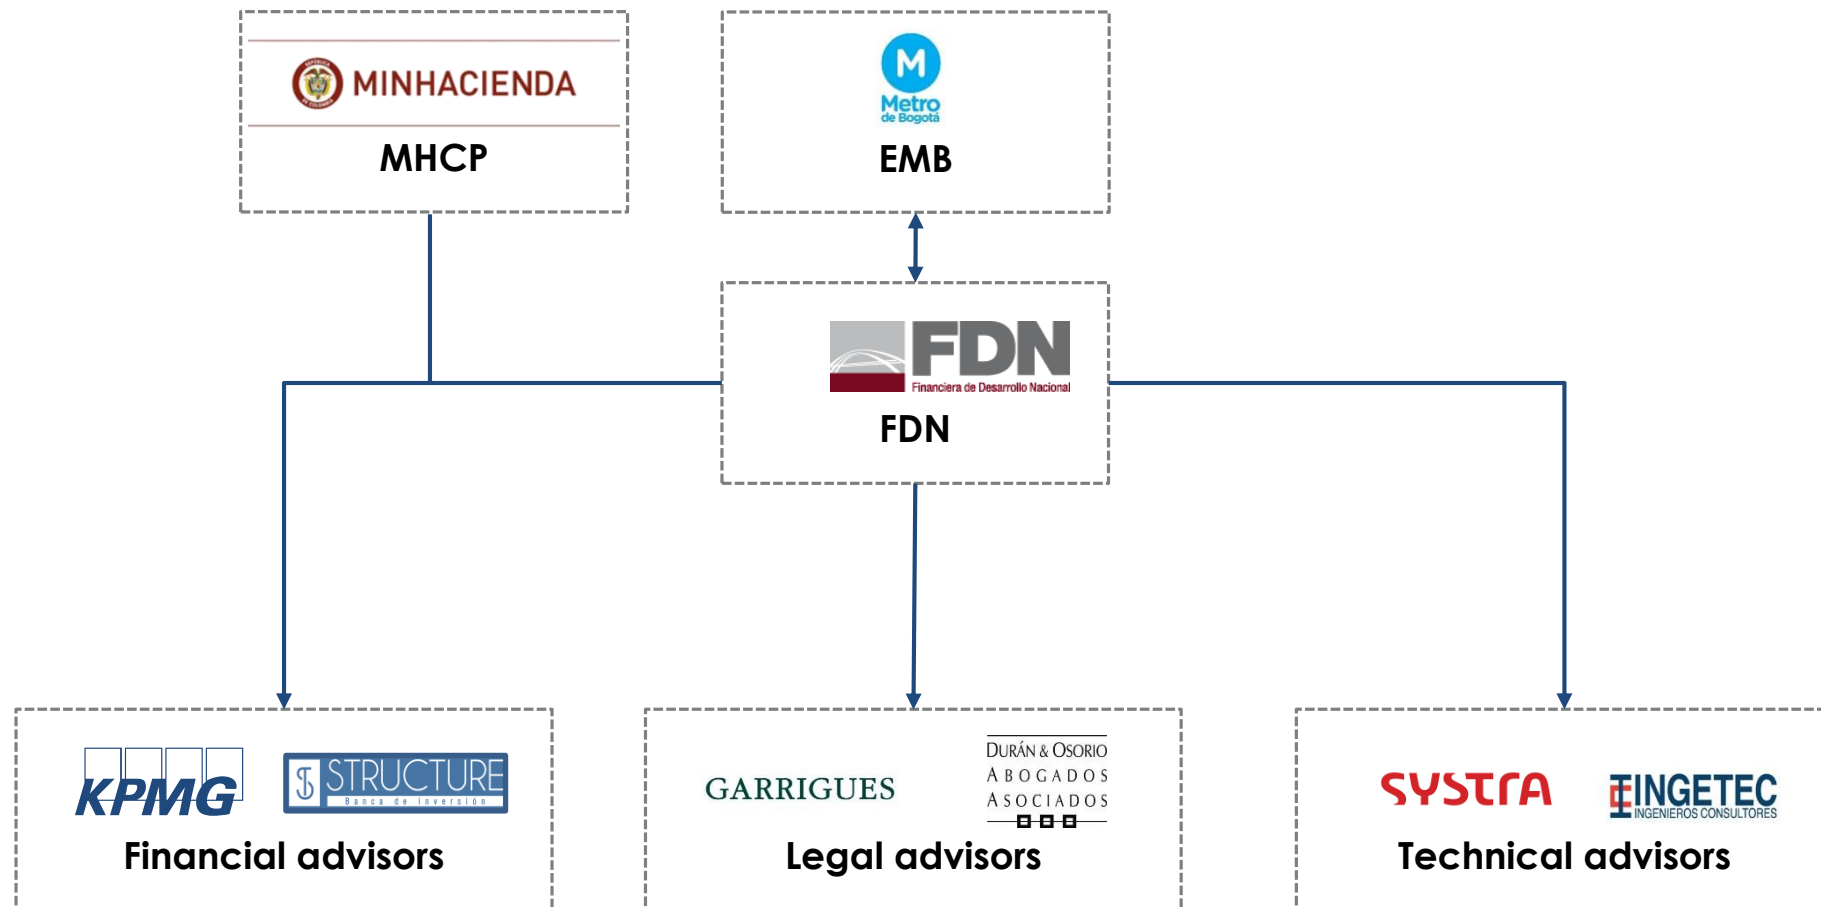 MINHACIENDA
MHCP
M
Metro
de Bogotá
EMB
FDN
Financiera de Desarrollo Nacional
FDN
KPMG
STRUCTURE
Banca de inversión
Financial advisors
GARRIGUES
DURÁN & OSORIO
ABOGADOS
ASOCIADOS
Legal advisors
SYSTRA
INGETEC
INGENIEROS CONSULTORES
Technical advisors